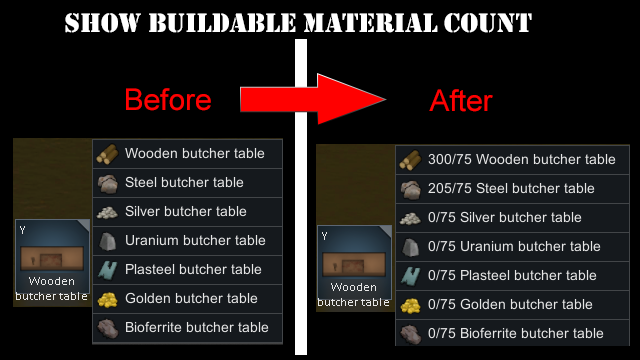 SHOW BUILDABLE MATERIAL COUNT
Before
Wooden butcher table
Steel butcher table
Silver butcher table
Uranium butcher table
Plasteel butcher table
Golden butcher table
Bioferrite butcher table
Y
Wooden
butcher table
After
300/75 Wooden butcher table
205/75 Steel butcher table
0/75 Silver butcher table
0/75 Uranium butcher table
0/75 Plasteel butcher table
0/75 Golden butcher table
0/75 Bioferrite butcher table
Y
Wooden
butcher table